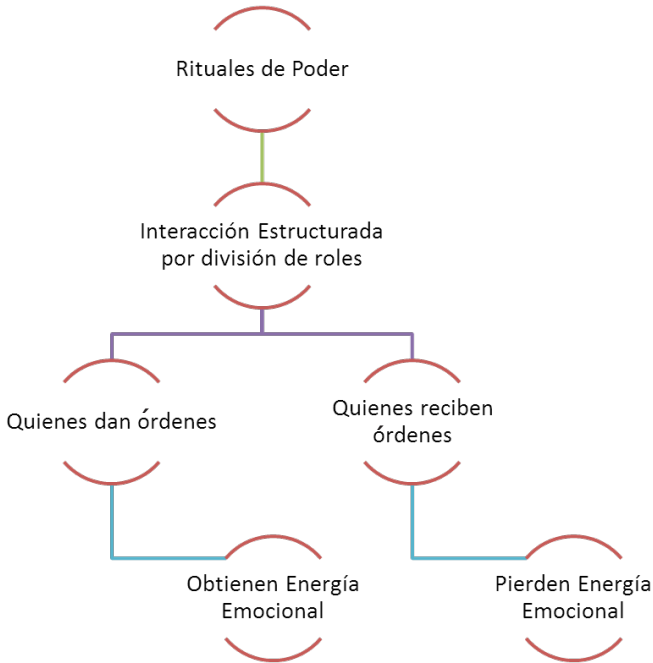 Rituales de Poder
Interacción Estructurada
por división de roles
Quienes dan órdenes
Quienes reciben
órdenes
Obtienen Energía
Emocional
Pierden Energía
Emocional